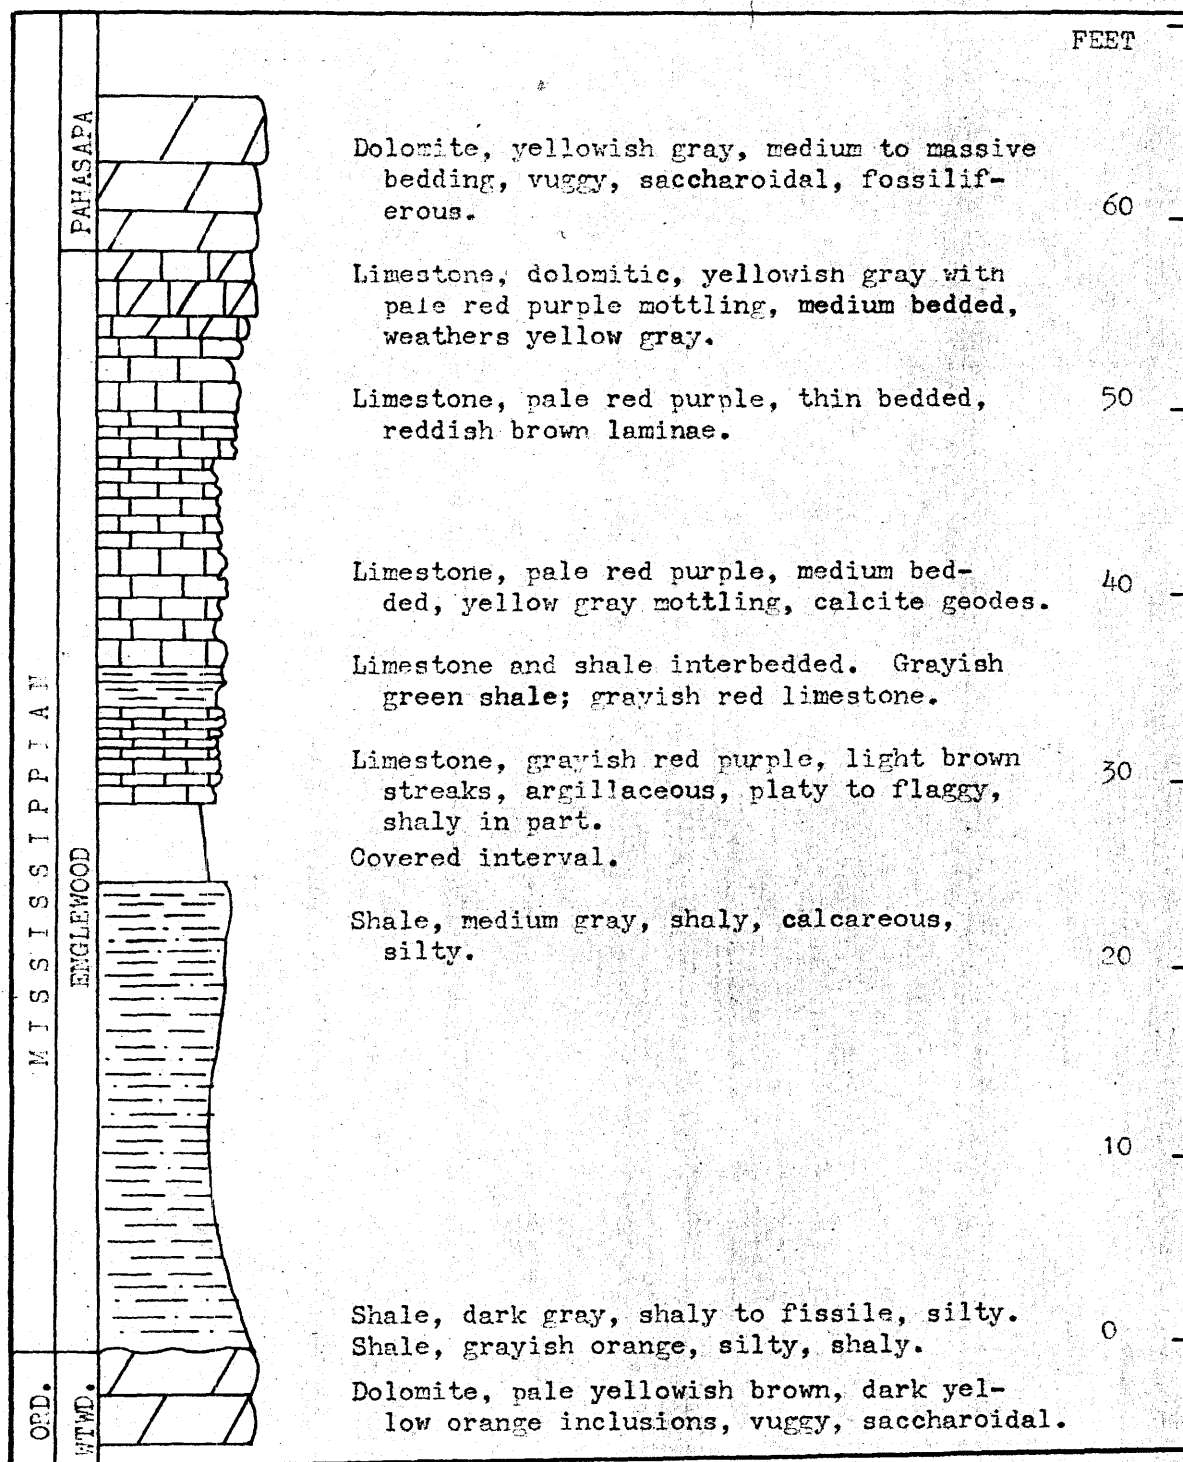 FEET
PAHASAPA
Dolomite, yellowish gray, medium to massive
bedding, vuggy, saccharoidal, fossilif-
erous.
60
Limestone, dolomitic, yellowish gray with
pale red purple mottling, medium bedded,
weathers yellow gray.
Limestone, pale red purple, thin bedded,
reddish brown laminae.
50
Limestone, pale red purple, medium bed-
ded, yellow gray mottling, calcite geodes.
40
MISSISSIPPIAN
Limestone and shale interbedded. Grayish
green shale; grayish red limestone.
Limestone, grayish red purple, light brown
streaks, argillaceous, platy to flaggy,
shaly in part.
30
Covered interval.
ENGLEWOOD
Shale, medium gray, shaly, calcareous,
silty.
20
10
Shale, dark gray, shaly to fissile, silty.
Shale, grayish orange, silty, shaly.
0
ORD.
WTWD.
Dolomite, pale yellowish brown, dark yel-
low orange inclusions, vuggy, saccharoidal.